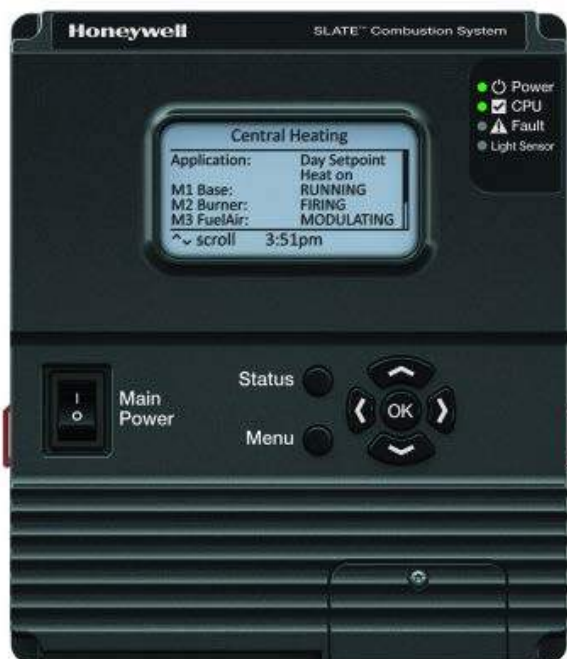 Honeywell
SLATE™ Combustion System
Power
CPU
Fault
Light Sensor
Central Heating
Application: Day Setpoint
Heat on
M1 Base: RUNNING
M2 Burner: FIRING
M3 FuelAir: MODULATING
scroll 3:51pm
Main
Power
Status
Menu
OK